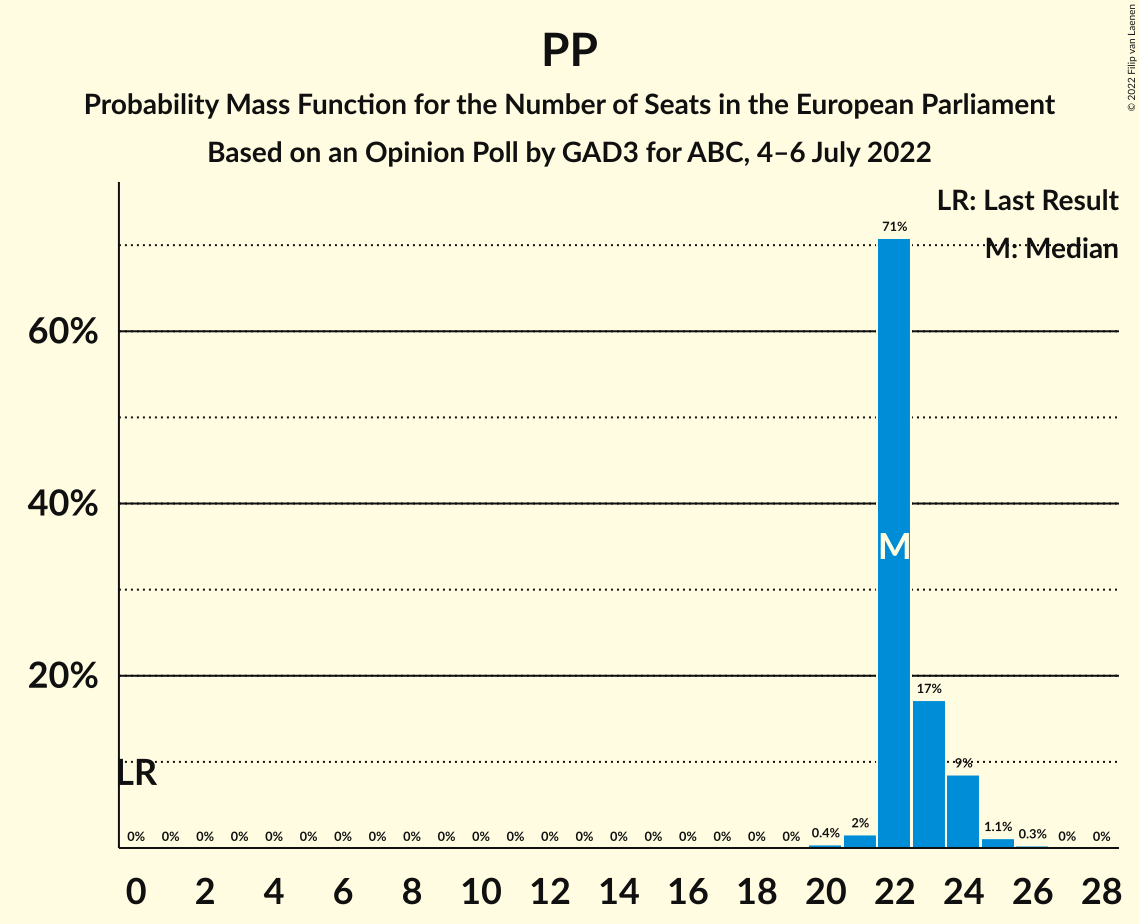 PP
Probability Mass Function for the Number of Seats in the European Parliament
Based on an Opinion Poll by GAD3 for ABC, 4–6 July 2022
© 2022 Filip van Laenen
LR: Last Result
M: Median
60%
40%
20%
LR
M
0% 0% 0% 0% 0% 0% 0% 0% 0% 0% 0% 0% 0% 0% 0% 0% 0% 0% 0% 0% 0.4% 2% 71% 17% 9% 1.1% 0.3% 0% 0%
0 2 4 6 8 10 12 14 16 18 20 22 24 26 28